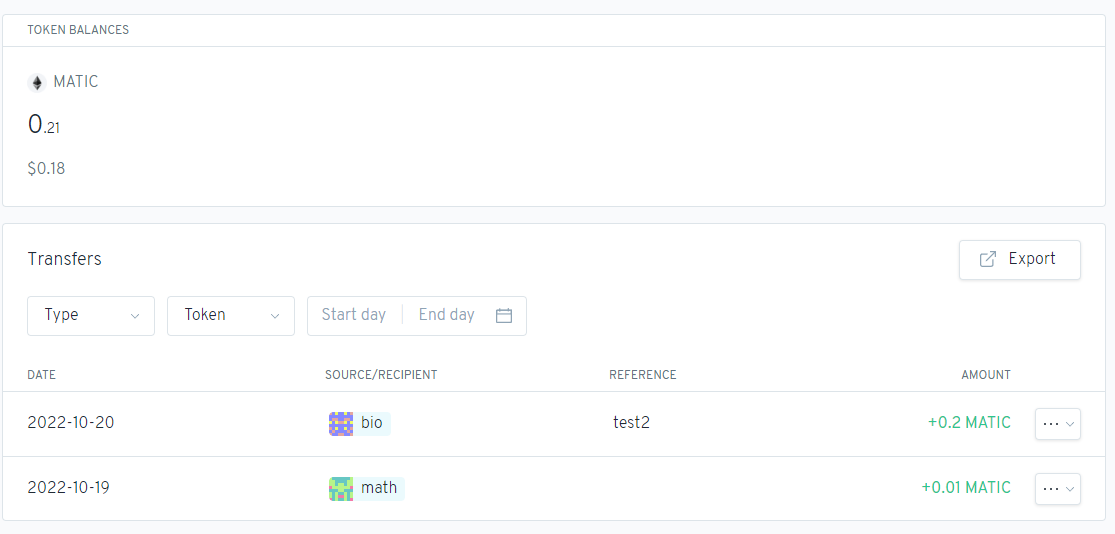 TOKEN BALANCES
MATIC
0.21
$0.18
Transfers
Export
Type Token Start day End day
DATE SOURCE/RECIPIENT REFERENCE AMOUNT
2022-10-20 bio test2 +0.2 MATIC ...
2022-10-19 math +0.01 MATIC ...